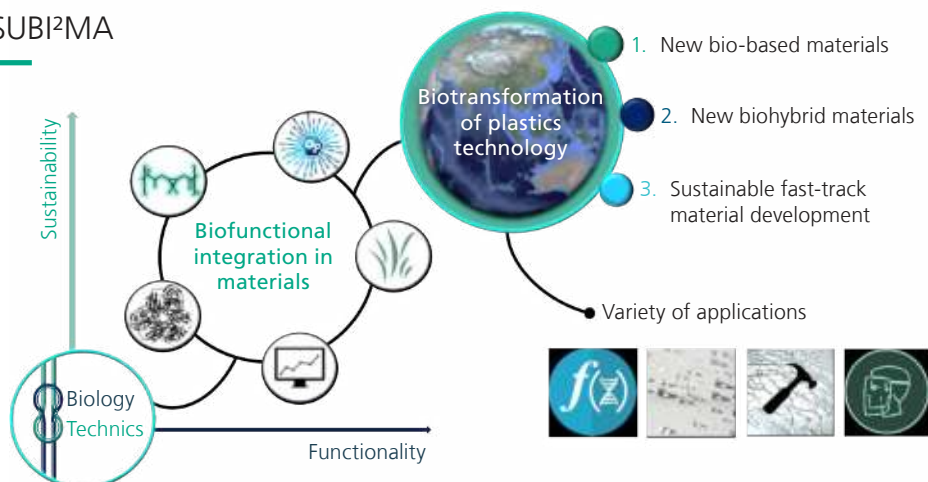 SUBI²MA
Sustainability
Biofunctional
integration in
materials
Biology
Technics
Functionality
Biotransformation
of plastics
technology
1. New bio-based materials
2. New biohybrid materials
3. Sustainable fast-track
material development
Variety of applications
f(